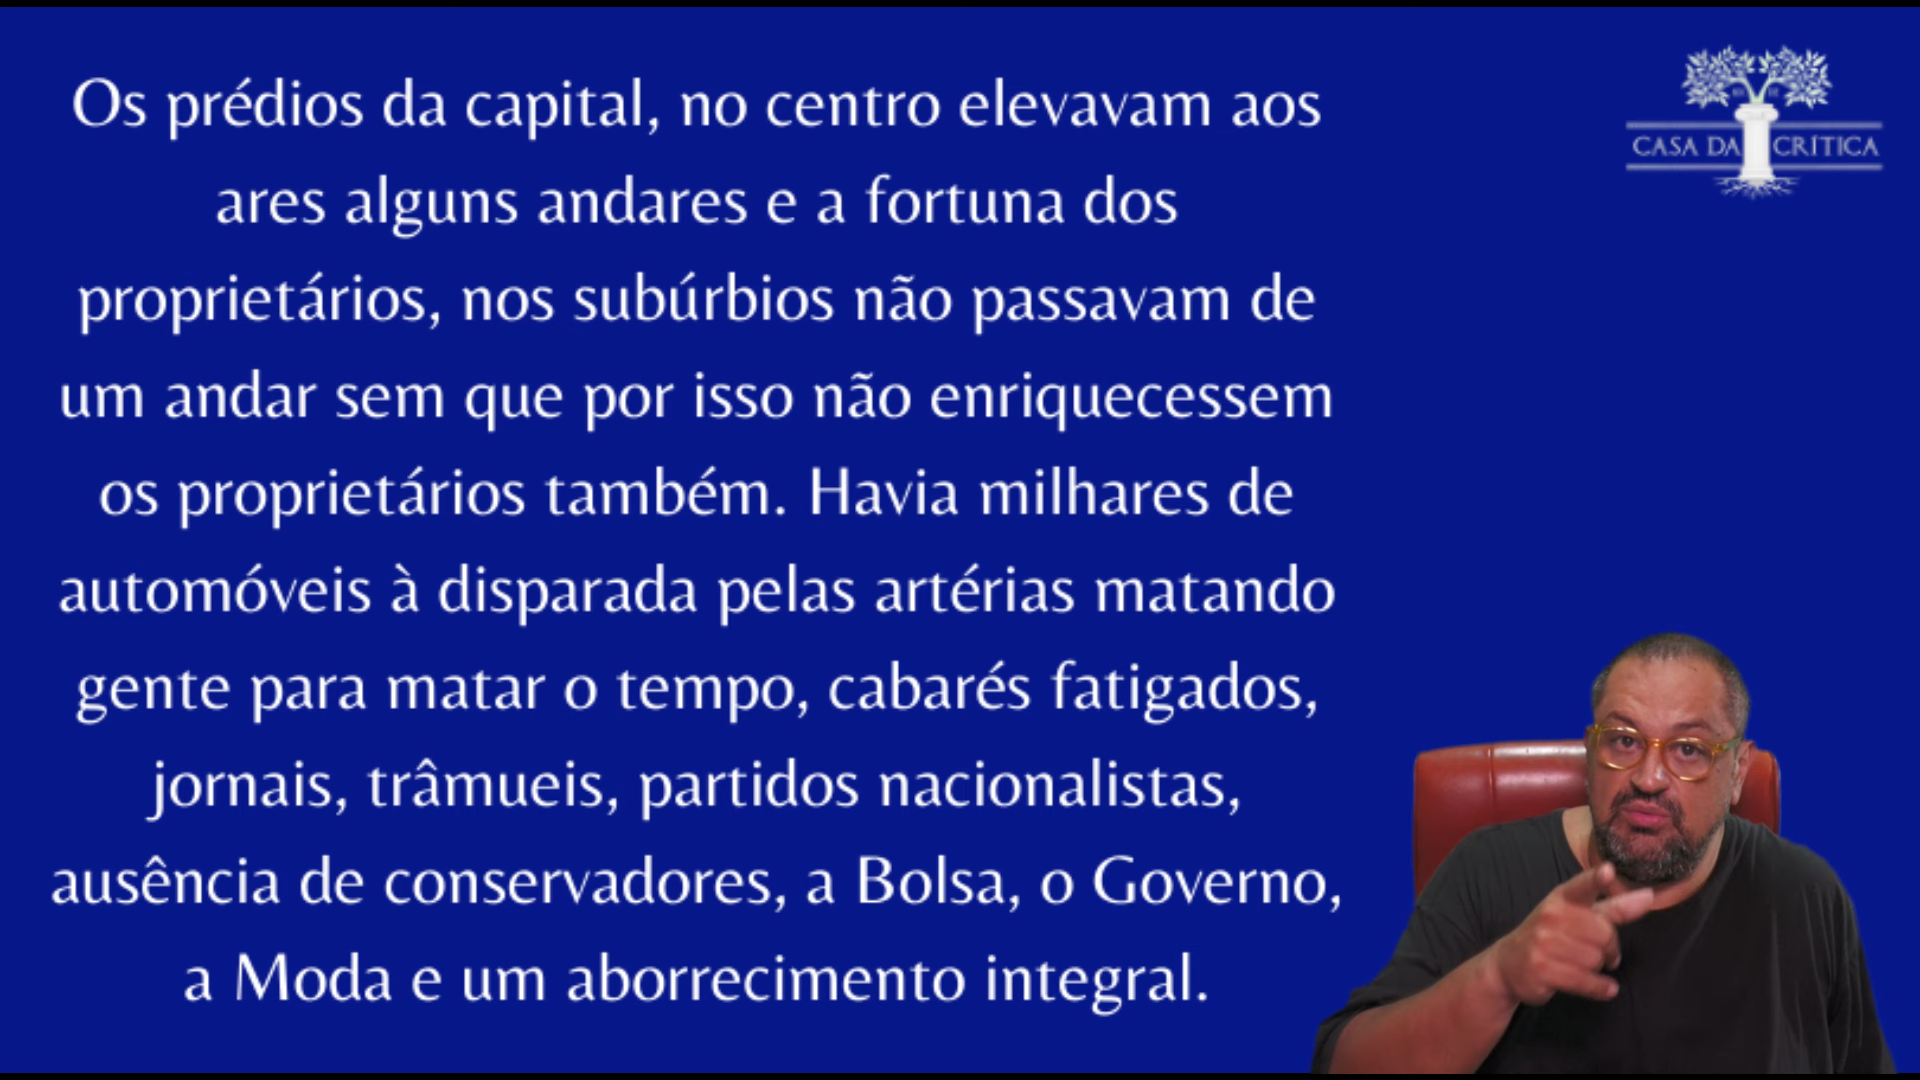 Os prédios da capital, no centro elevavam aos
ares alguns andares e a fortuna dos
proprietários, nos subúrbios não passavam de
um andar sem que por isso não enriquecessem
os proprietários também. Havia milhares de
automóveis à disparada pelas artérias matando
gente para matar o tempo, cabarés fatigados,
jornais, trâmueis, partidos nacionalistas,
ausência de conservadores, a Bolsa, o Governo,
a Moda e um aborrecimento integral.
CASA DA CRÍTICA